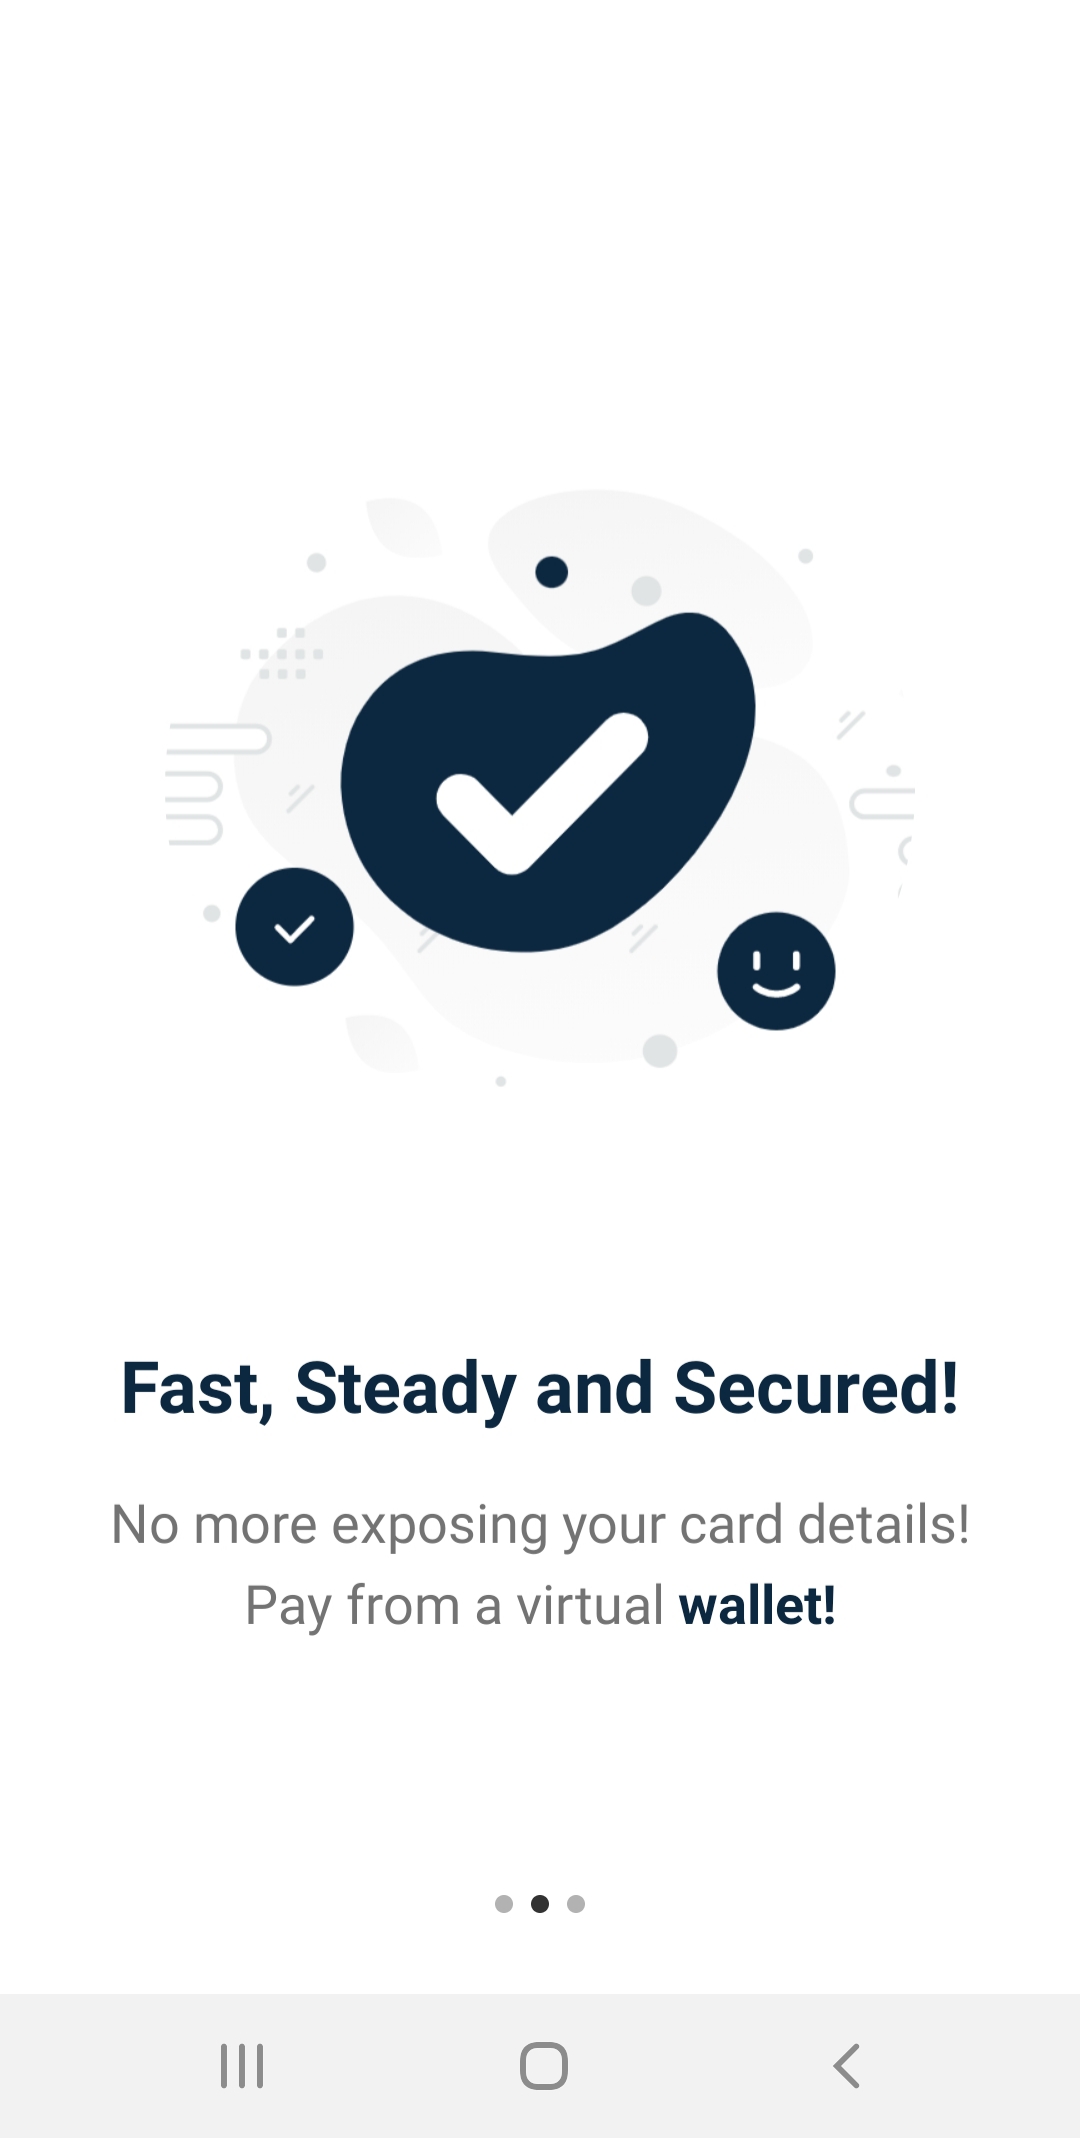 Fast, Steady and Secured!
No more exposing your card details!
Pay from a virtual wallet!